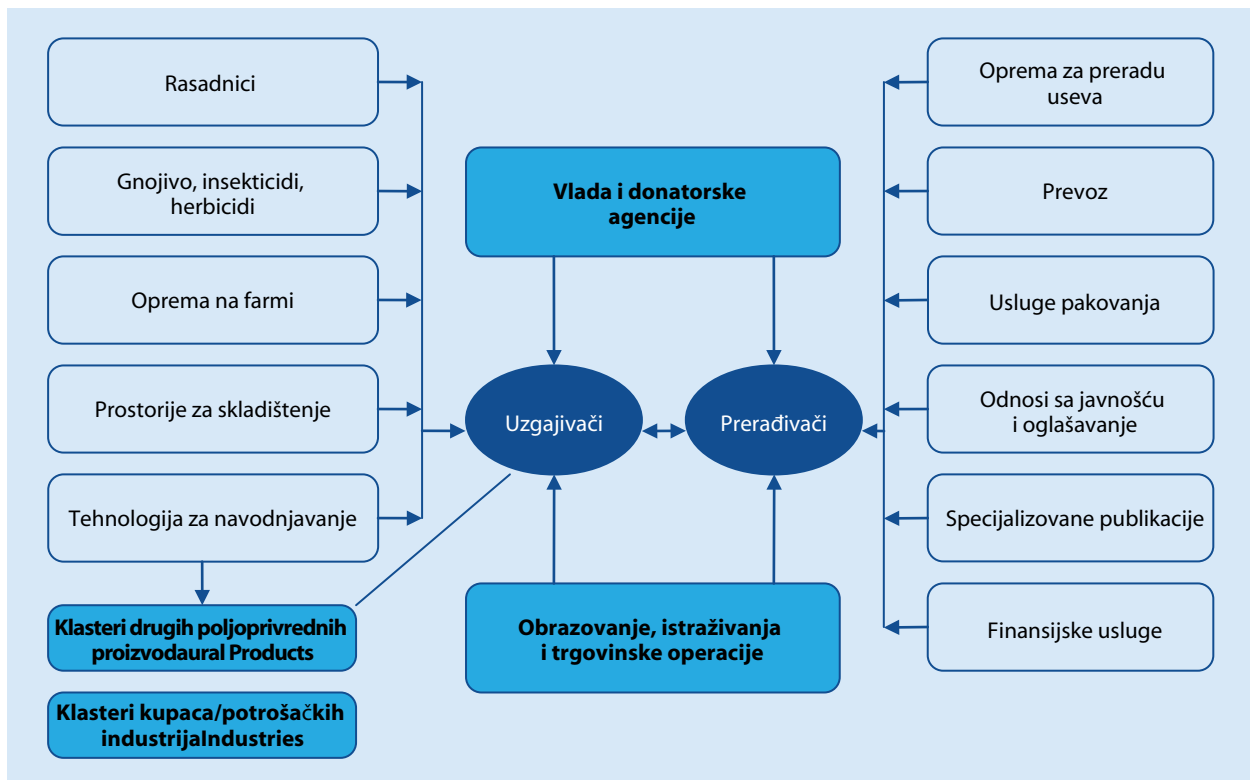 Rasadnici
Gnojivo, insekticidi,
herbicidi
Oprema na farmi
Prostorije za skladištenje
Tehnologija za navodnjavanje
Klasteri drugih poljoprivrednih
proizvodaural Products
Klasteri kupaca/potrošačkih
industrijaIndustries
Vlada i donatorske
agencije
Uzgajivači
Prerađivači
Obrazovanje, istraživanja
i trgovinske operacije
Oprema za preradu
useva
Prevoz
Usluge pakovanja
Odnosi sa javnošću
i oglašavanje
Specijalizovane publikacije
Finansijske usluge